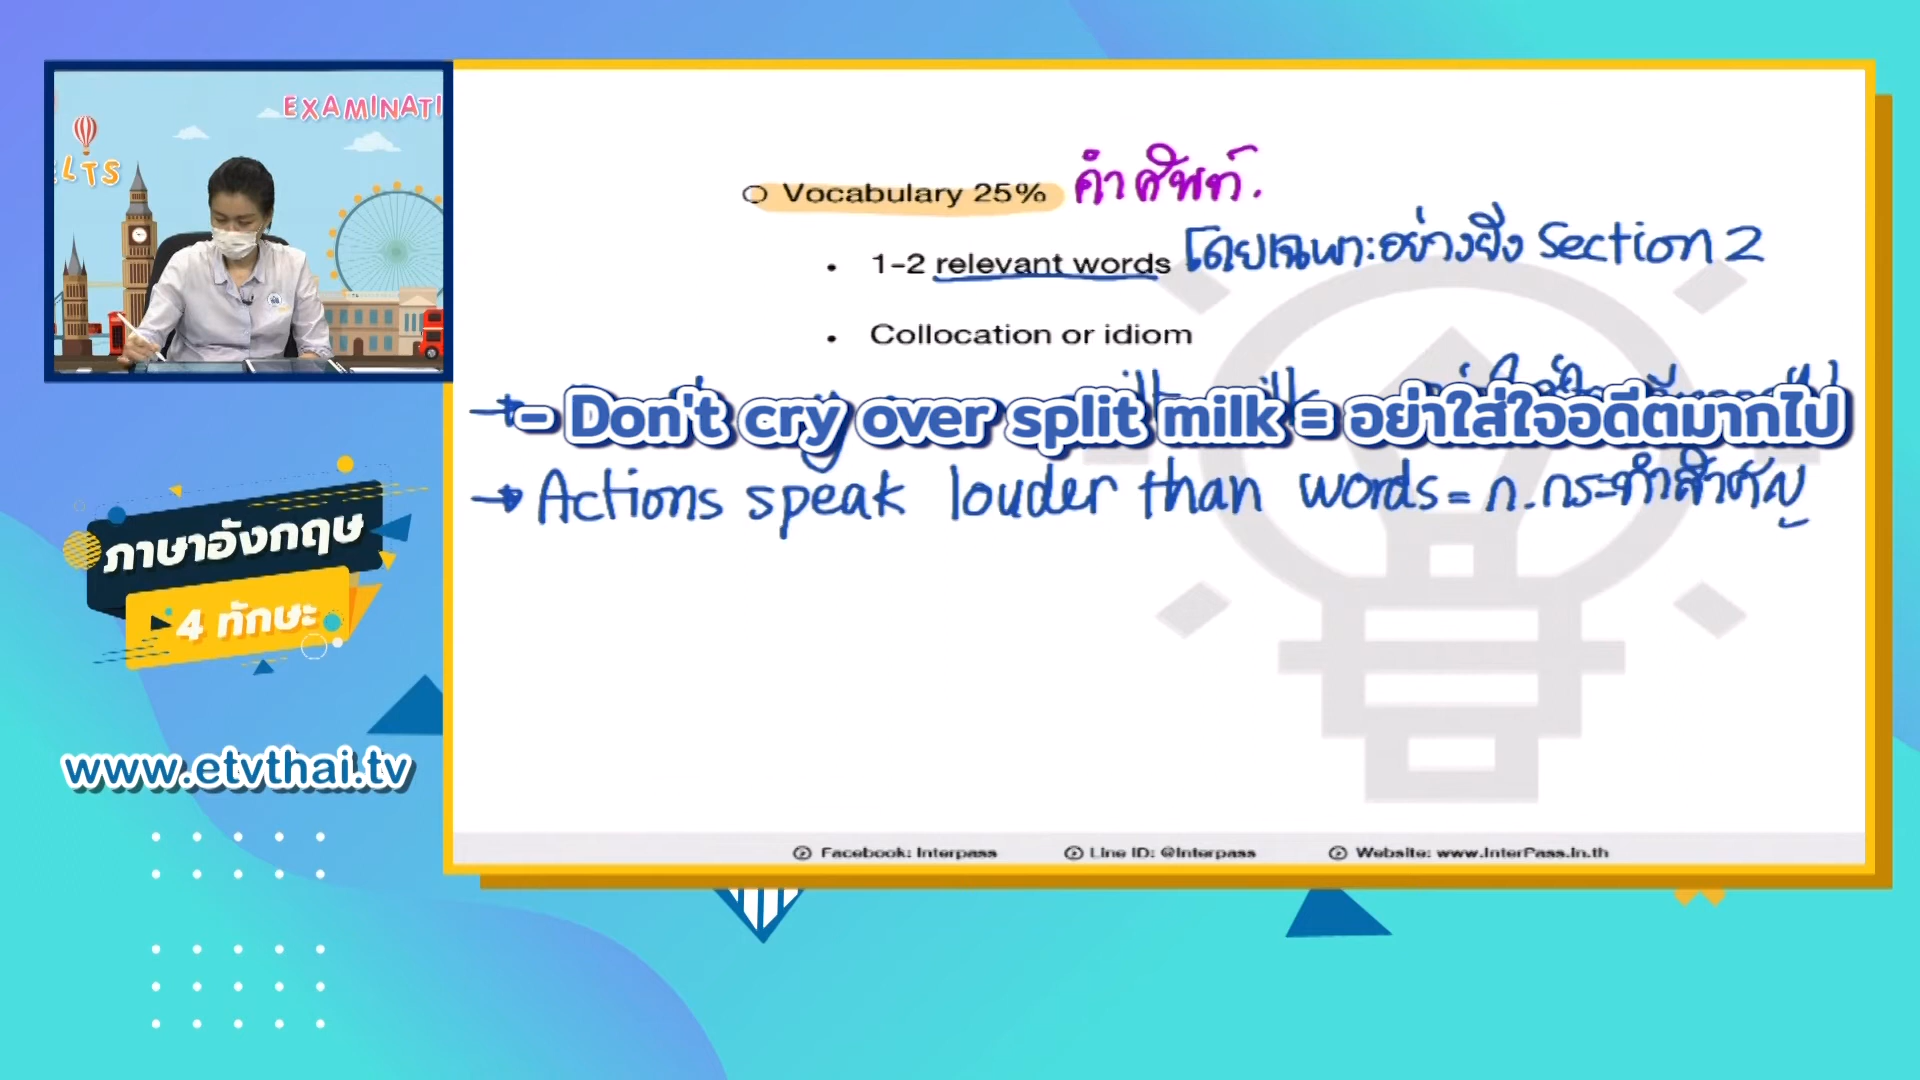 EXAMINATI
ELTS
Vocabulary 25% คำศัพท์.
1-2 relevant words โดยเฉพาะอย่างยิ่ง Section 2
Collocation or idiom
- Don't cry over split milk = อย่าใส่ใจอดีตมากไป
Actions speak louder than words = ก.กระทำสำคัญ
ภาษาอังกฤษ
4 ทักษะ
www.etvthai.tv
Facebook: Interpass
Line ID: @Interpass
Website: www.InterPass.in.th